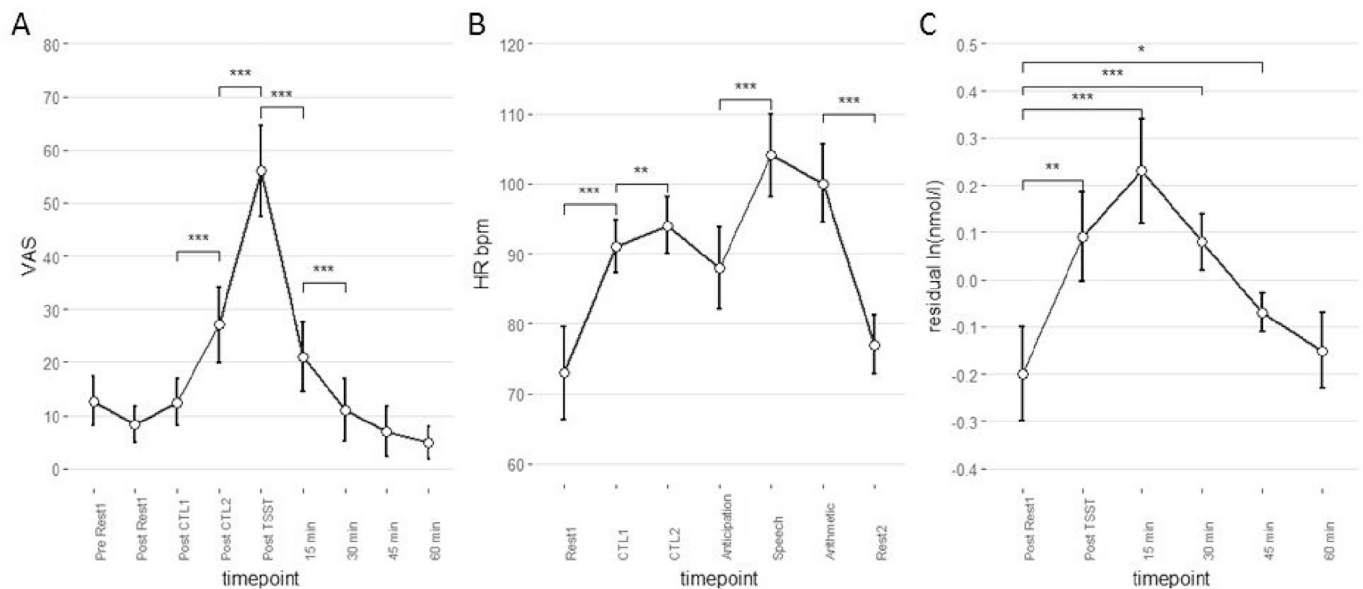 A
80
70
60
50
40
30
20
10
0
VAS
***
***
***
***
Pre Rest1
Post Rest1
Post CTL1
Post CTL2
Post TSST
15 min
30 min
45 min
60 min
timepoint
B
120
110
100
90
80
70
60
HR bpm
***
**
***
***
Rest1
CTL1
CTL2
Anticipation
Speech
Arithmetic
Rest2
timepoint
C
0.5
0.4
0.3
0.2
0.1
0.0
-0.1
-0.2
-0.3
-0.4
residual ln(nmol/l)
*
***
***
**
Post Rest1
Post TSST
15 min
30 min
45 min
60 min
timepoint